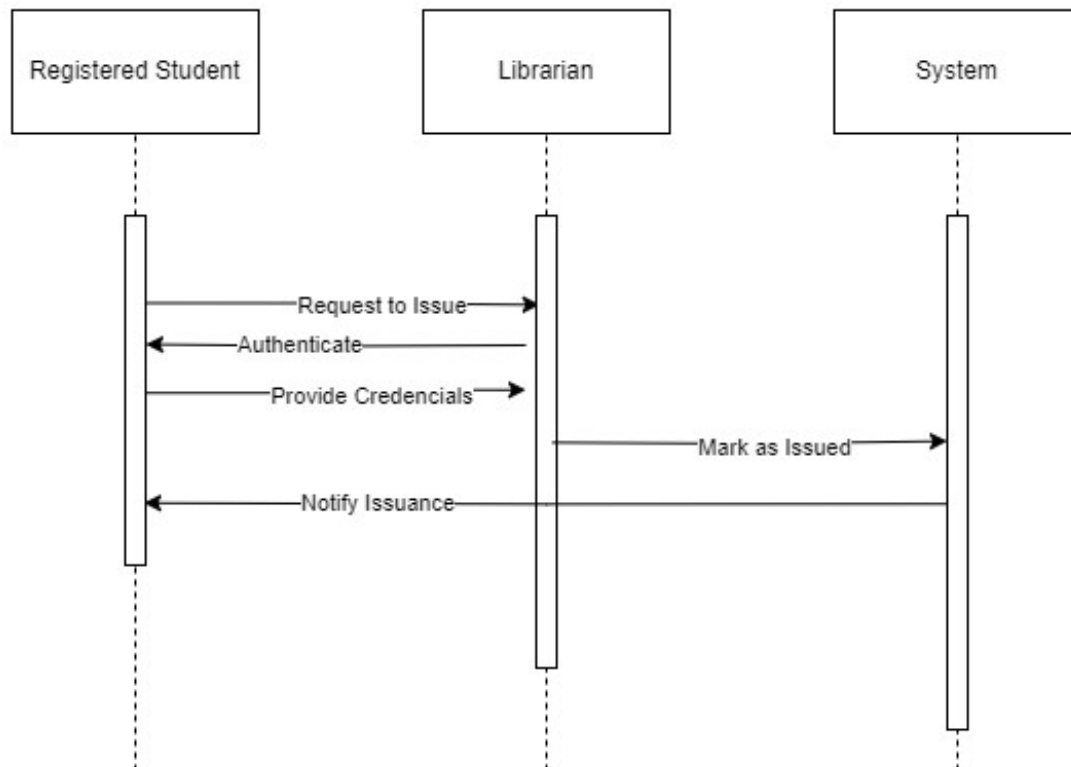 Registered Student
Librarian
System
Request to Issue
Authenticate
Provide Credencials
Mark as Issued
Notify Issuance